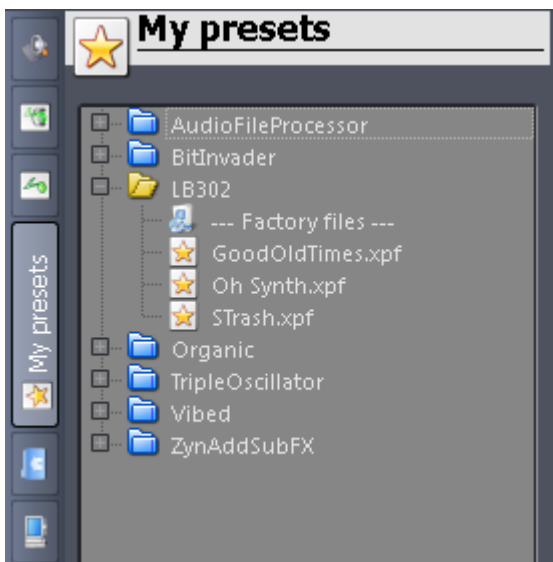 My presets
My presets
AudioFileProcessor
BitInvader
LB302
--- Factory files ---
GoodOldTimes.xpf
Oh Synth.xpf
STrash.xpf
Organic
TripleOscillator
Vibed
ZynAddSubFX